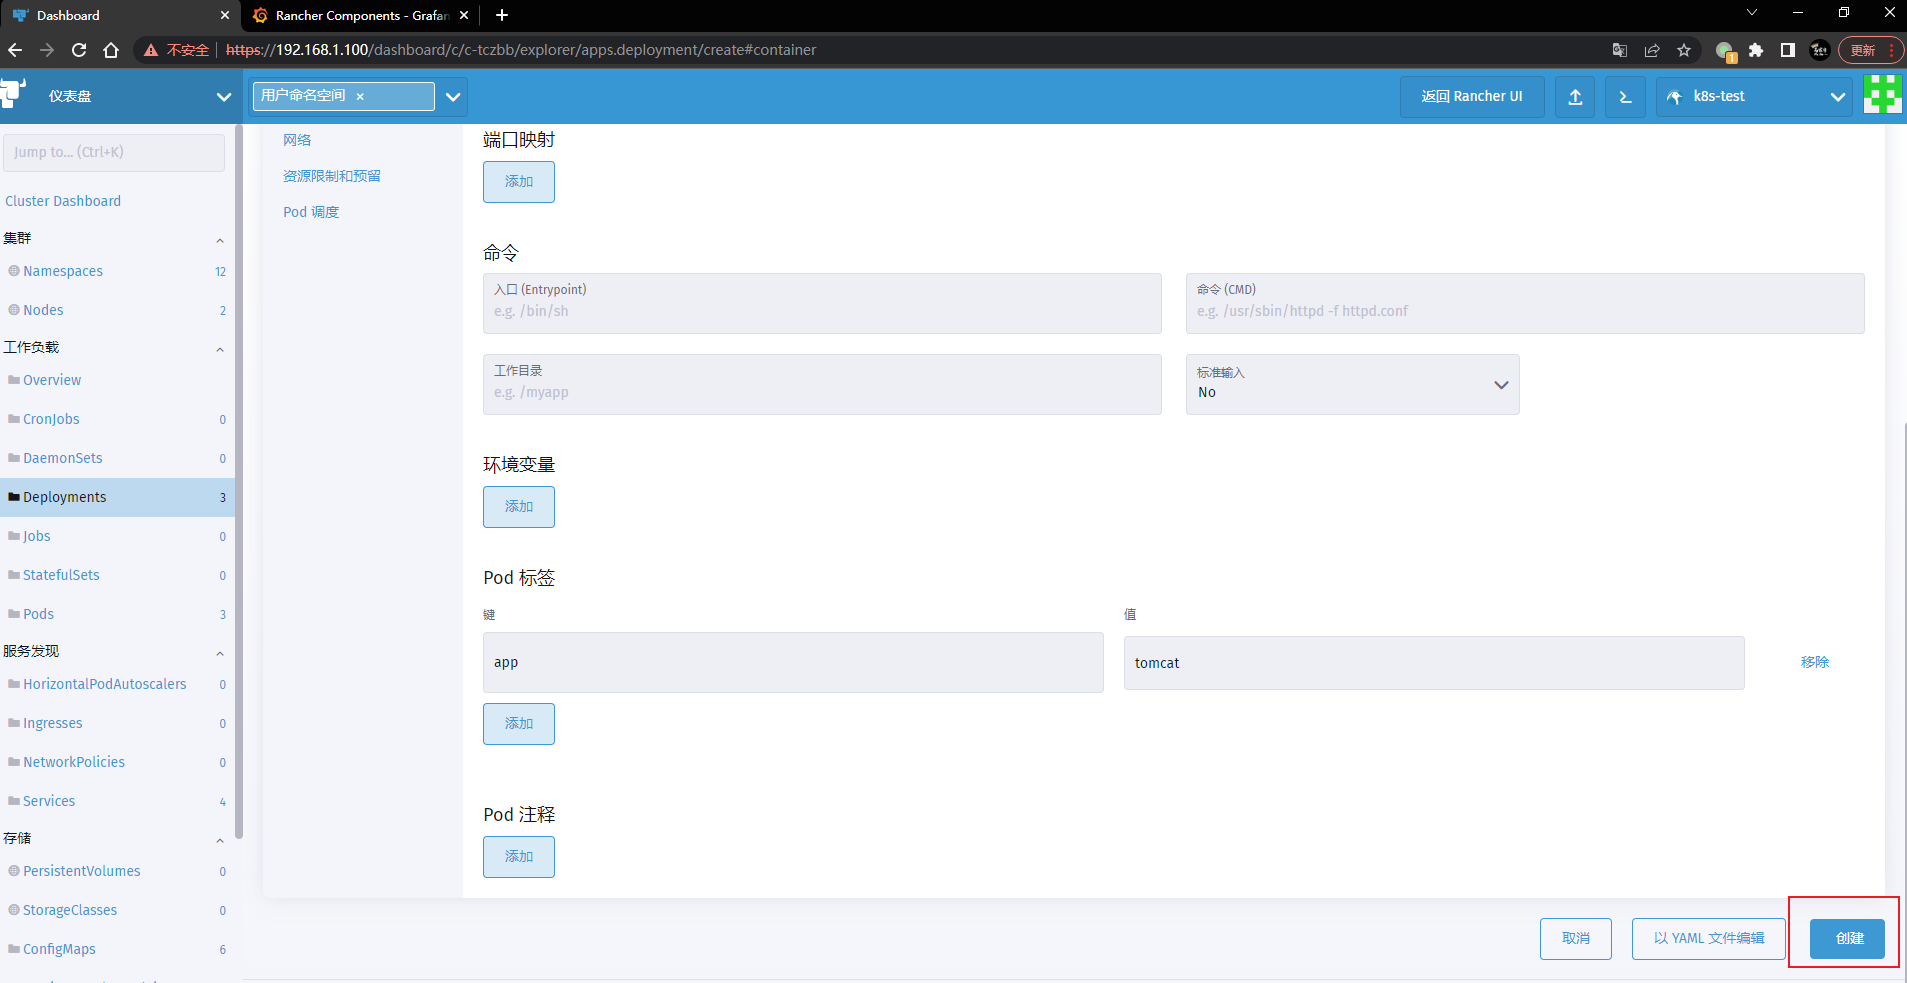 Dashboard
Rancher Components - Grafan
不安全
https://192.168.1.100/dashboard/c/c-tczbb/explorer/apps.deployment/create#container
1
更新
仪表盘
用户命名空间 ×
返回 Rancher UI
k8s-test
Jump to... (Ctrl+K)
Cluster Dashboard
集群
Namespaces 12
Nodes 2
工作负载
Overview
CronJobs 0
DaemonSets 0
Deployments 3
Jobs 0
StatefulSets 0
Pods 3
服务发现
HorizontalPodAutoscalers 0
Ingresses 0
NetworkPolicies 0
Services 4
存储
PersistentVolumes 0
StorageClasses 0
ConfigMaps 6
网络
资源限制和预留
Pod 调度
端口映射
添加
命令
入口 (Entrypoint)
e.g. /bin/sh
命令 (CMD)
e.g. /usr/sbin/httpd -f httpd.conf
工作目录
e.g. /myapp
标准输入
No
环境变量
添加
Pod 标签
键
值
app
tomcat
移除
添加
Pod 注释
添加
取消
以 YAML 文件编辑
创建